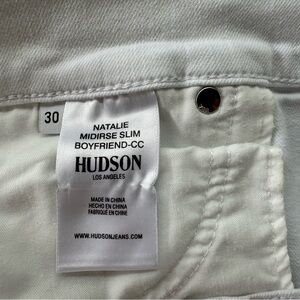 30
NATALIE
MIDIRSE SLIM
BOYFRIEND-CC
HUDSON
LOS ANGELES
MADE IN CHINA
HECHO EN CHINA
FABRIQUÉ EN CHINE
WWW.HUDSONJEANS.COM